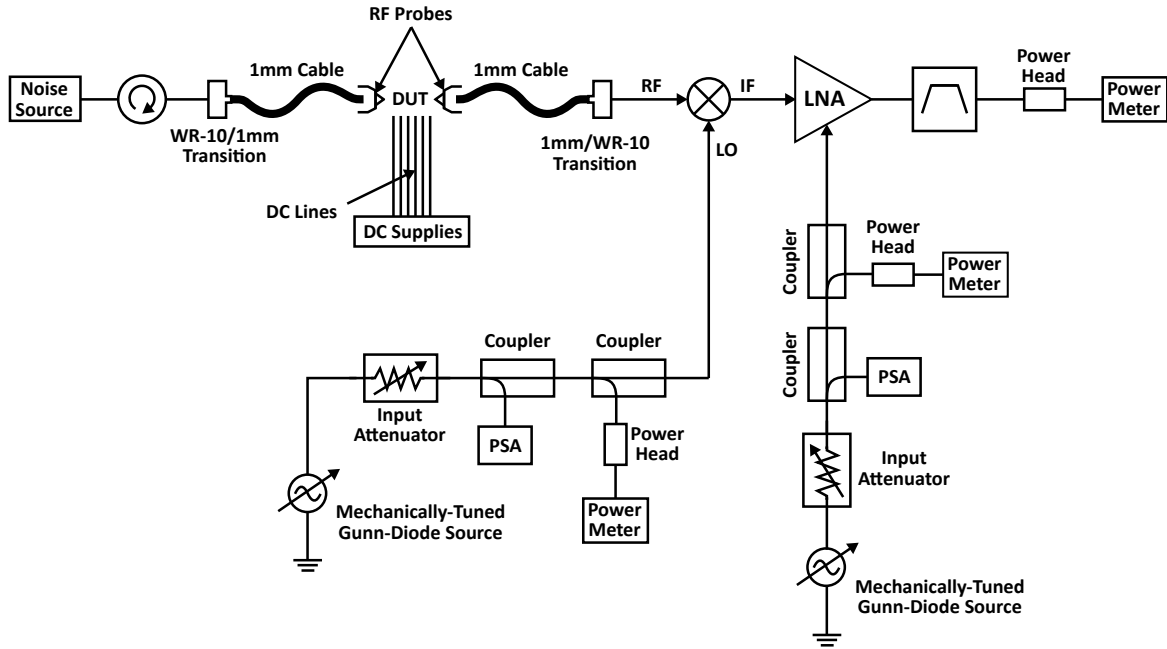 RF Probes
1mm Cable
1mm Cable
Noise
Source
DUT
RF
IF
LNA
Power
Head
Power
Meter
WR-10/1mm
Transition
1mm/WR-10
Transition
LO
DC Lines
DC Supplies
Coupler
Power
Head
Power
Meter
Coupler
Coupler
Coupler
PSA
Input
Attenuator
PSA
Power
Head
Power
Meter
Input
Attenuator
Mechanically-Tuned
Gunn-Diode Source
Mechanically-Tuned
Gunn-Diode Source